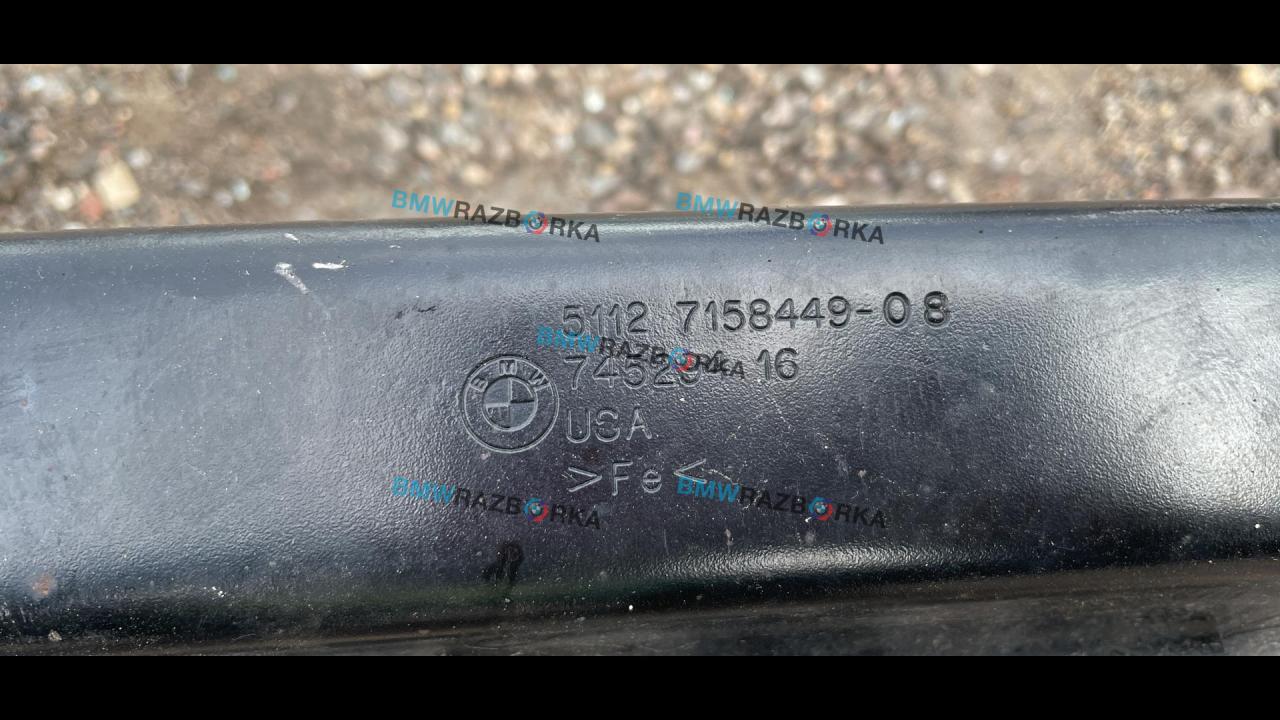 BMWRAZBORKA BMWRAZBORKA
5112 7158449-08
BMWRAZBORKA
16
BMW
USA
>Fe<
BMWRAZBORKA BMWRAZBORKA